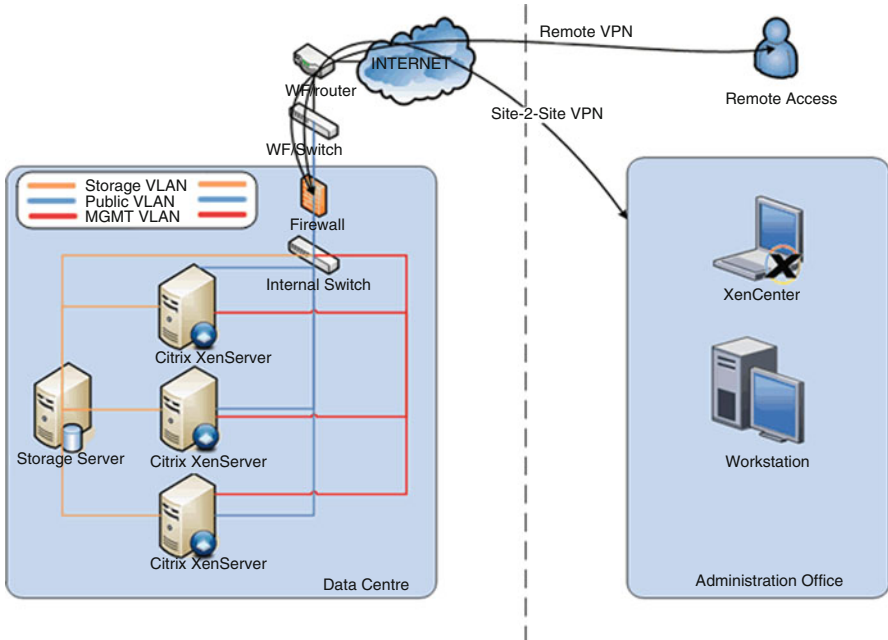 Remote VPN
INTERNET
WF/router
Remote Access
Site-2-Site VPN
WF/Switch
Storage VLAN
Public VLAN
MGMT VLAN
Firewall
Internal Switch
XenCenter
Citrix XenServer
Storage Server
Citrix XenServer
Workstation
Citrix XenServer
Data Centre
Administration Office